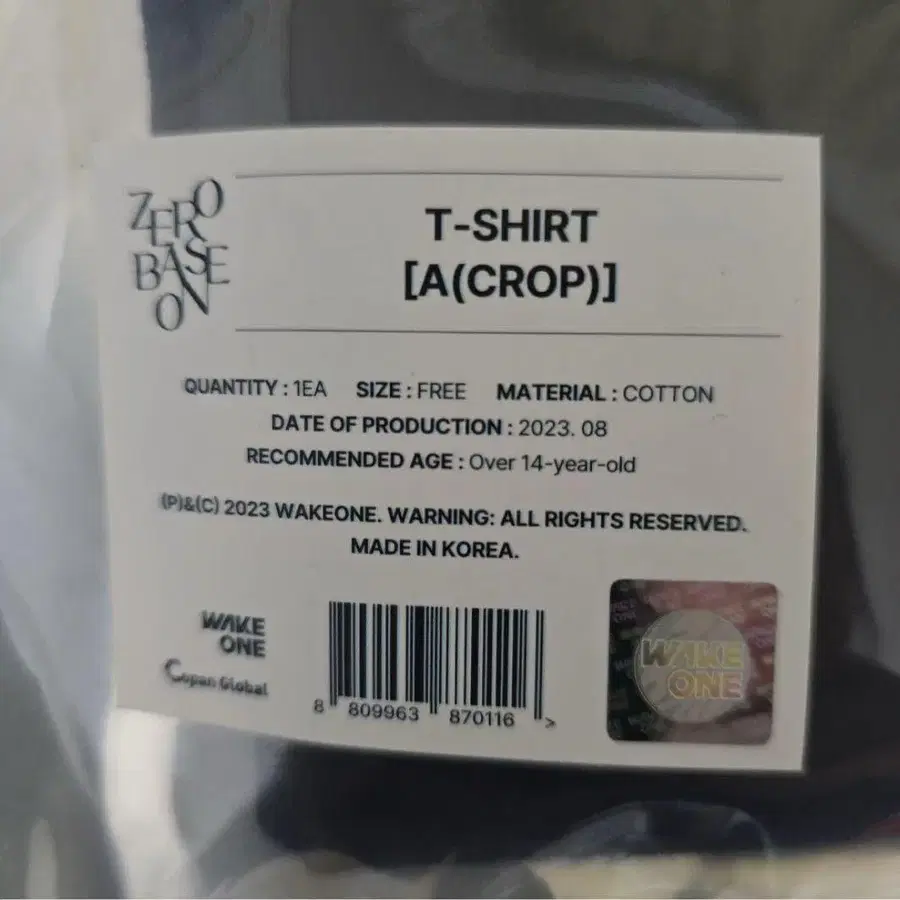 ZERO
BASE
ON
T-SHIRT
[A(CROP)]
QUANTITY : 1EA SIZE : FREE MATERIAL : COTTON
DATE OF PRODUCTION : 2023. 08
RECOMMENDED AGE : Over 14-year-old
(P)&(C) 2023 WAKEONE. WARNING: ALL RIGHTS RESERVED.
MADE IN KOREA.
WAKE
ONE
Copan Global
8 809963 870116 >
WAKE
ONE